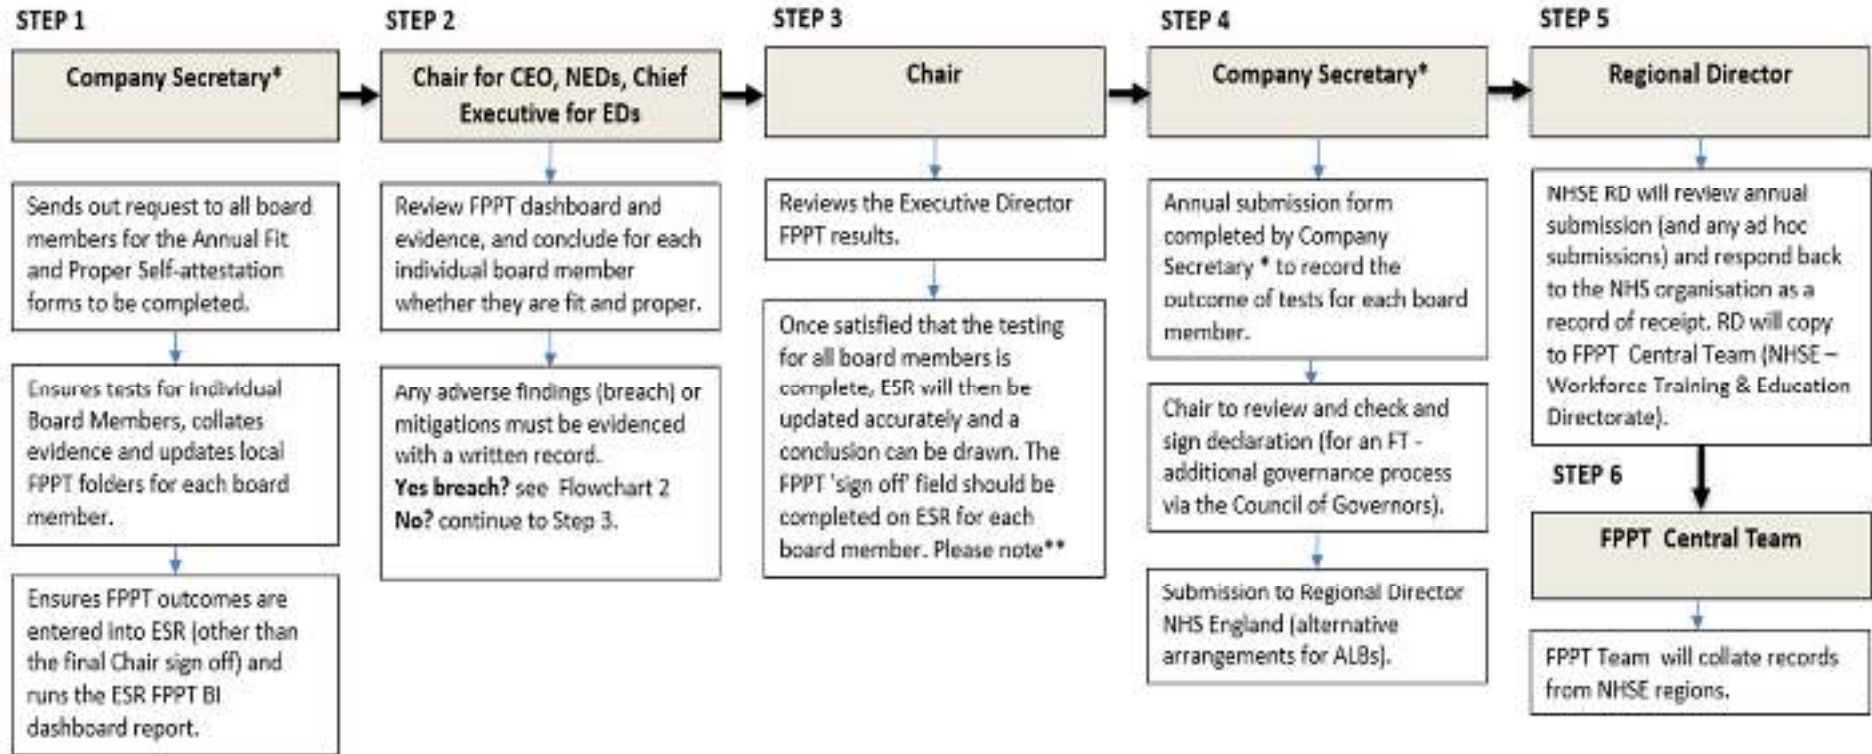 STEP 1
Company Secretary*
Sends out request to all board
members for the Annual Fit
and Proper Self-attestation
forms to be completed.
Ensures tests for individual
Board Members, collates
evidence and updates local
FPPT folders for each board
member.
Ensures FPPT outcomes are
entered into ESR (other than
the final Chair sign off) and
runs the ESR FPPT BI
dashboard report.
STEP 2
Chair for CEO, NEDs, Chief
Executive for EDs
Review FPPT dashboard and
evidence, and conclude for each
individual board member
whether they are fit and proper.
Any adverse findings (breach) or
mitigations must be evidenced
with a written record.
Yes breach? see Flowchart 2
No? continue to Step 3.
STEP 3
Chair
Reviews the Executive Director
FPPT results.
Once satisfied that the testing
for all board members is
complete, ESR will then be
updated accurately and a
conclusion can be drawn. The
FPPT 'sign off' field should be
completed on ESR for each
board member. Please note**
STEP 4
Company Secretary*
Annual submission form
completed by Company
Secretary * to record the
outcome of tests for each board
member.
Chair to review and check and
sign declaration (for an FT -
additional governance process
via the Council of Governors).
Submission to Regional Director
NHS England (alternative
arrangements for ALBs).
STEP 5
Regional Director
NHSE RD will review annual
submission (and any ad hoc
submissions) and respond back
to the NHS organisation as a
record of receipt. RD will copy
to FPPT Central Team (NHSE –
Workforce Training & Education
Directorate).
STEP 6
FPPT Central Team
FPPT Team will collate records
from NHSE regions.